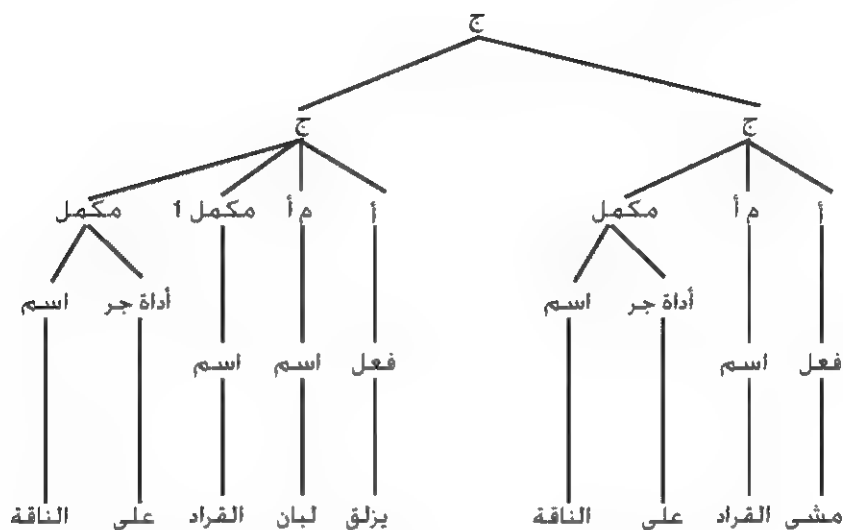 ج
ج ج
أ م أ مكمل أ م أ مكمل 1 مكمل
أداة جر اسم أداة جر اسم
فعل اسم فعل اسم اسم
مشى القراد على الناقة يزلق لبان القراد على الناقة